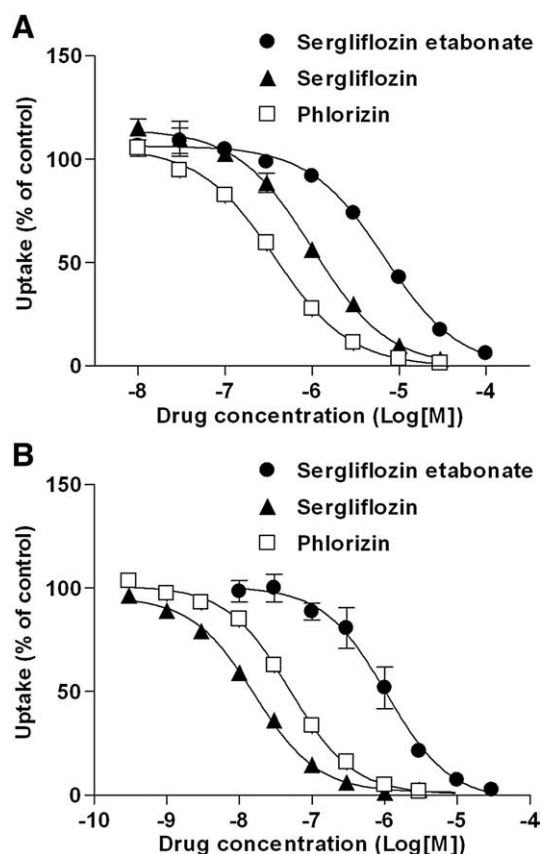 A
Sergliflozin etabonate
Sergliflozin
Phlorizin
150
100
50
0
Uptake (% of control)
-8 -7 -6 -5 -4
Drug concentration (Log[M])
B
Sergliflozin etabonate
Sergliflozin
Phlorizin
150
100
50
0
Uptake (% of control)
-10 -9 -8 -7 -6 -5 -4
Drug concentration (Log[M])